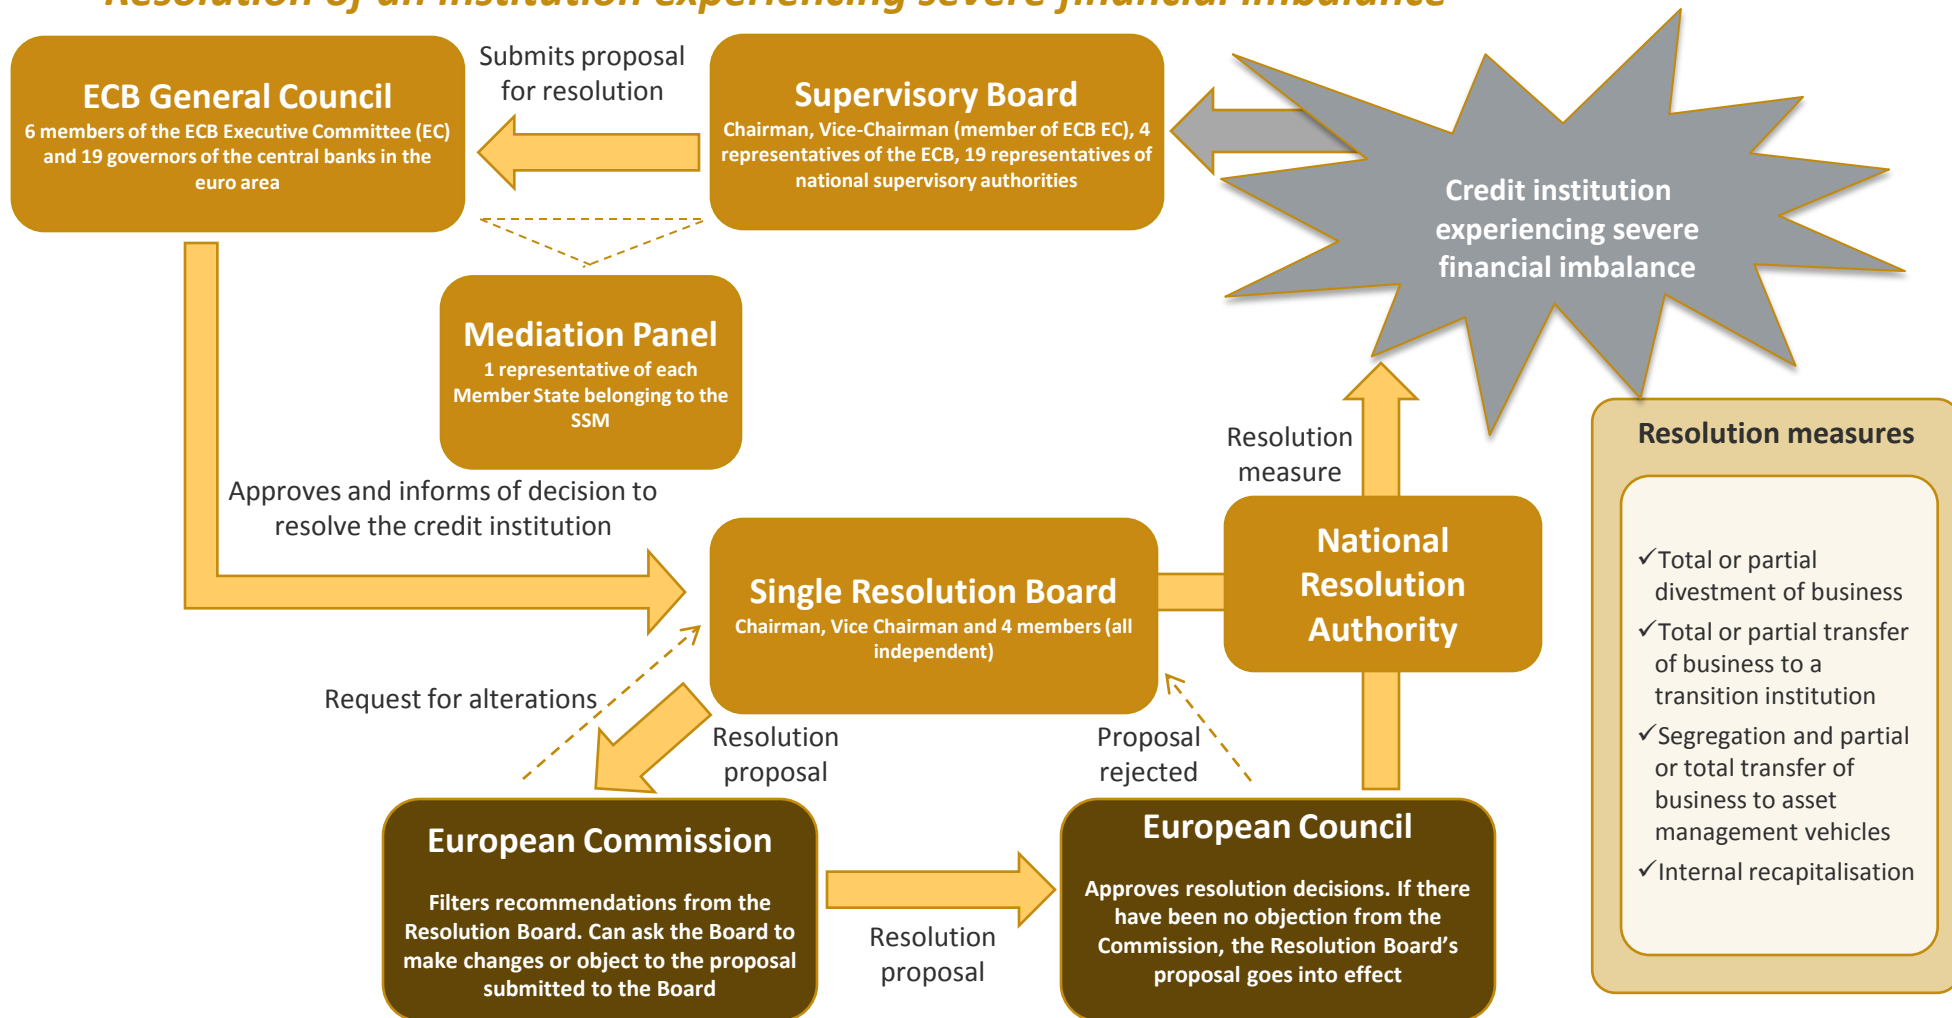 Resolution of an institution experiencing severe financial imbalance
Submits proposal
for resolution
ECB General Council
6 members of the ECB Executive Committee (EC)
and 19 governors of the central banks in the
euro area
Supervisory Board
Chairman, Vice-Chairman (member of ECB EC), 4
representatives of the ECB, 19 representatives of
national supervisory authorities
Credit institution
experiencing severe
financial imbalance
Mediation Panel
1 representative of each
Member State belonging to the
SSM
Resolution
measure
Resolution measures
✓Total or partial
divestment of business
✓Total or partial transfer
of business to a
transition institution
✓Segregation and partial
or total transfer of
business to asset
management vehicles
✓Internal recapitalisation
Approves and informs of decision to
resolve the credit institution
Single Resolution Board
Chairman, Vice Chairman and 4 members (all
independent)
National
Resolution
Authority
Request for alterations
Resolution
proposal
Proposal
rejected
European Commission
Filters recommendations from the
Resolution Board. Can ask the Board to
make changes or object to the proposal
submitted to the Board
Resolution
proposal
European Council
Approves resolution decisions. If there
have been no objection from the
Commission, the Resolution Board’s
proposal goes into effect